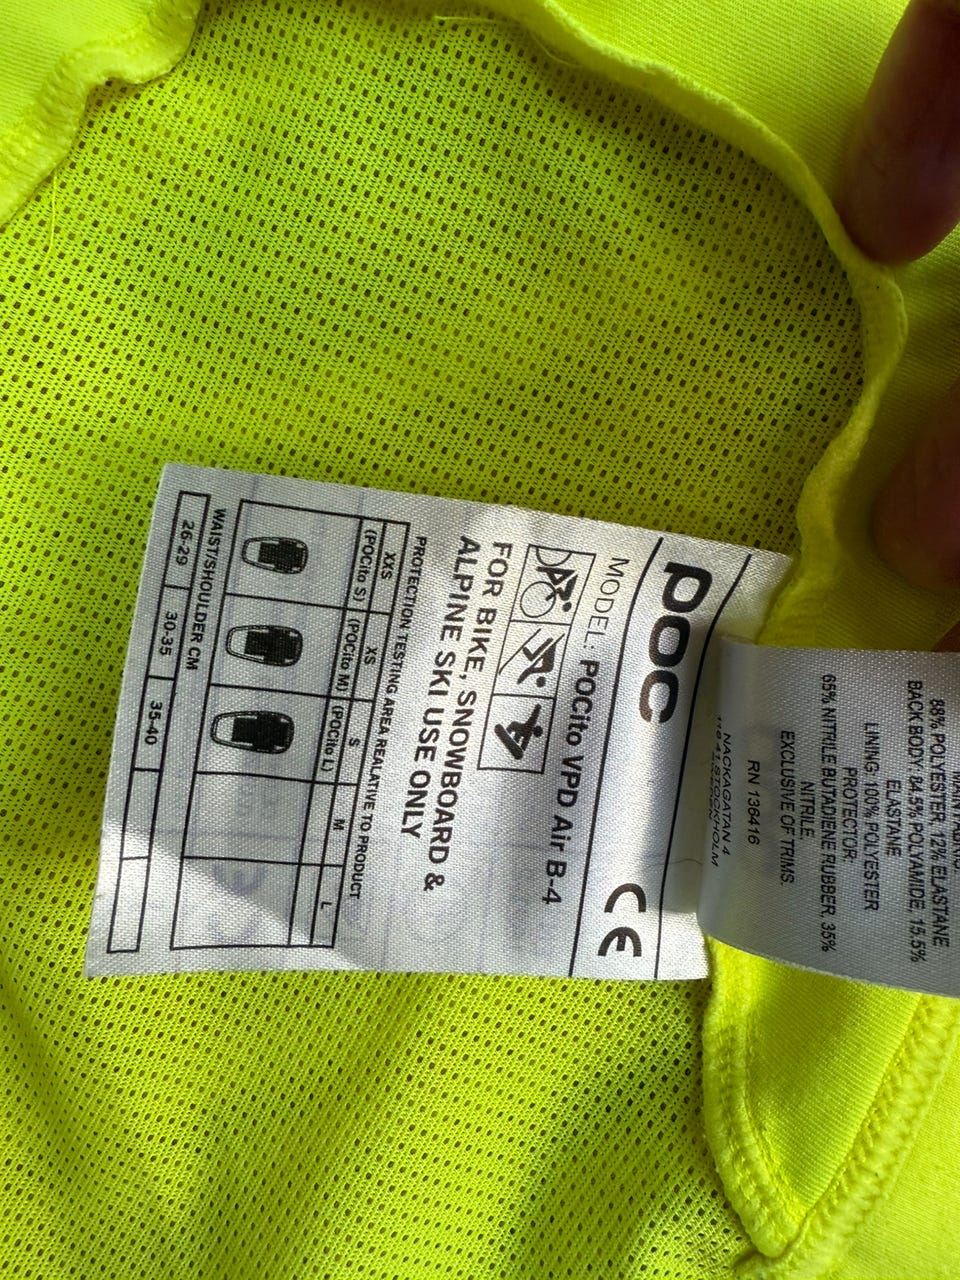 POC
CE
MODEL: POCito VPD Air B-4
FOR BIKE, SNOWBOARD &
ALPINE SKI USE ONLY
PROTECTION TESTING AREA REALATIVE TO PRODUCT
XXS XS S M L
(POCito S) (POCito M) (POCito L)
WAIST/SHOULDER CM
26-29 30-35 35-40
88% POLYESTER 12% ELASTANE
BACK BODY: 84.5% POLYAMIDE, 15.5%
ELASTANE
LINING: 100% POLYESTER
PROTECTOR:
65% NITRILE BUTADIENE RUBBER, 35%
NITRILE.
EXCLUSIVE OF TRIMS.
RN 136416
NACKAGATAN 4
11641 STOCKHOLM